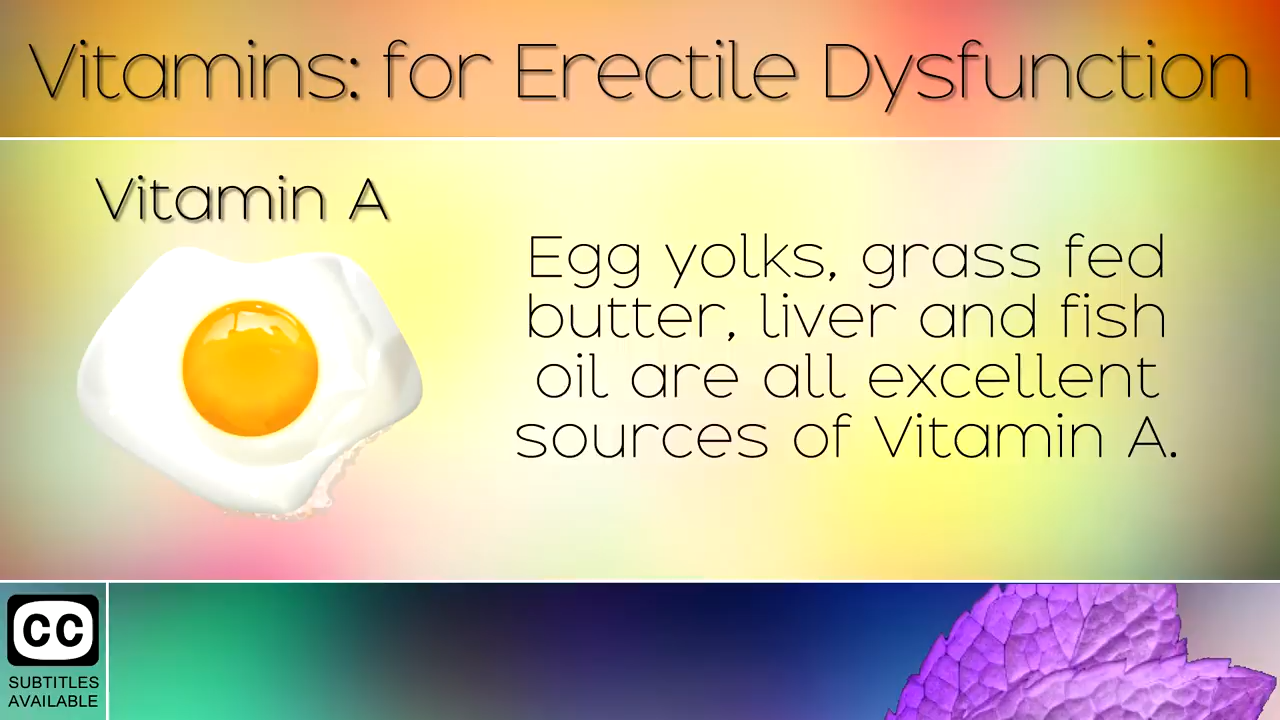 Vitamins: for Erectile Dysfunction
Vitamin A
Egg yolks, grass fed
butter, liver and fish
oil are all excellent
sources of Vitamin A.
CC
SUBTITLES
AVAILABLE